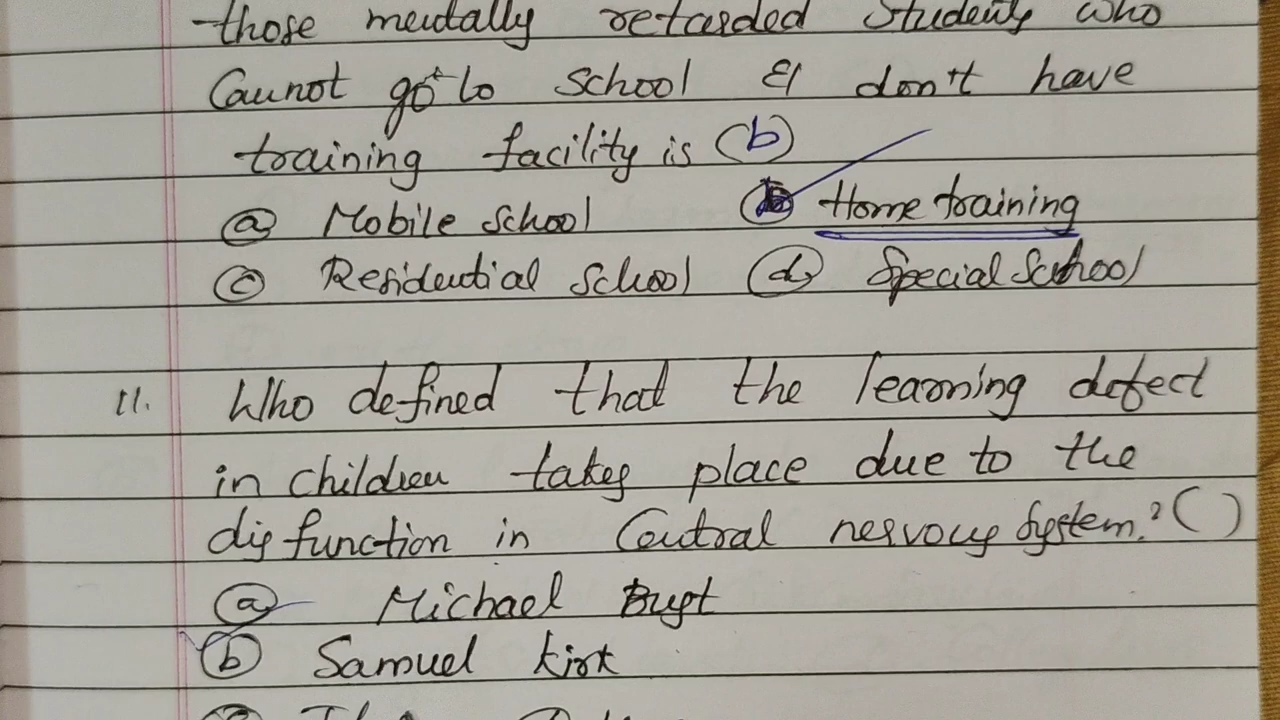 those mentally retarded students who
Cannot go to School & don't have
training facility is (b)
(a) Mobile School (b) Home training
(c) Residential School (d) Special School
11. Who defined that the learning defect
in children takes place due to the
disfunction in Central nervous System.? ( )
(a) Michael
(b) Samuel Kirk